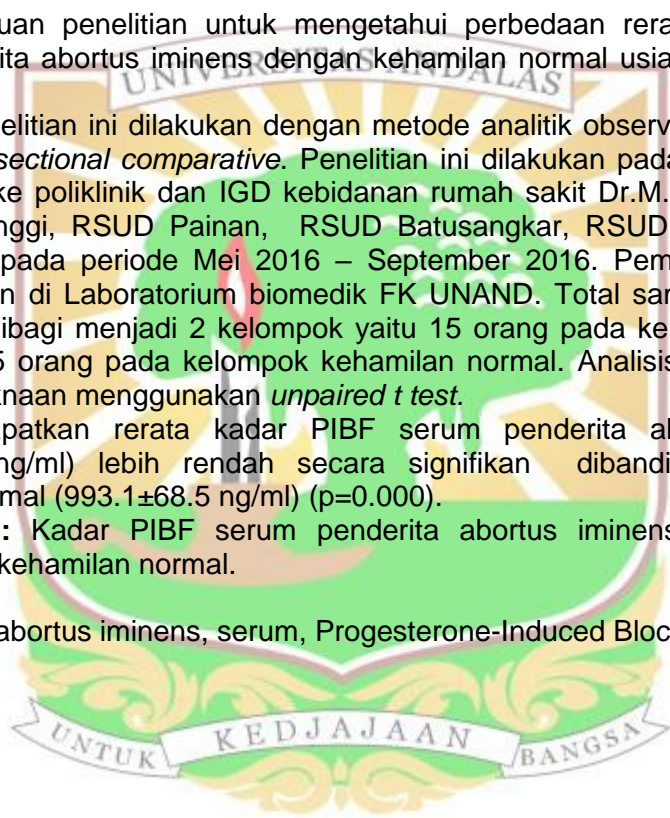 uan penelitian untuk mengetahui perbedaan rera
ita abortus iminens dengan kehamilan normal usia
UNIVERSITAS ANDALAS
elitian ini dilakukan dengan metode analitik observ
sectional comparative. Penelitian ini dilakukan pada
ke poliklinik dan IGD kebidanan rumah sakit Dr.M.
nggi, RSUD Painan, RSUD Batusangkar, RSUD
pada periode Mei 2016 – September 2016. Pem
n di Laboratorium biomedik FK UNAND. Total sar
ibagi menjadi 2 kelompok yaitu 15 orang pada ke
5 orang pada kelompok kehamilan normal. Analisis
knaan menggunakan unpaired t test.
apatkan rerata kadar PIBF serum penderita a
ng/ml) lebih rendah secara signifikan dibandi
mal (993.1±68.5 ng/ml) (p=0.000).
: Kadar PIBF serum penderita abortus iminens
kehamilan normal.
abortus iminens, serum, Progesterone-Induced Bloc
UNTUK KEDJAJAAN BANGSA